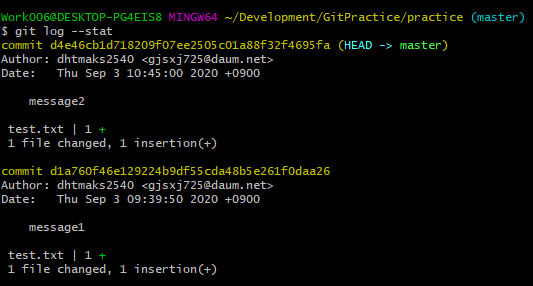 Work006@DESKTOP-PG4EIS8 MINGW64 ~/Development/GitPractice/practice (master)
$ git log --stat
commit d4e46cb1d718209f07ee2505c01a88f32f4695fa (HEAD -> master)
Author: dhtmaks2540 <gjsxj725@daum.net>
Date:   Thu Sep 3 10:45:00 2020 +0900
message2
test.txt | 1 +
1 file changed, 1 insertion(+)
commit d1a760f46e129224b9df55cda48b5e261f0daa26
Author: dhtmaks2540 <gjsxj725@daum.net>
Date:   Thu Sep 3 09:39:50 2020 +0900
message1
test.txt | 1 +
1 file changed, 1 insertion(+)